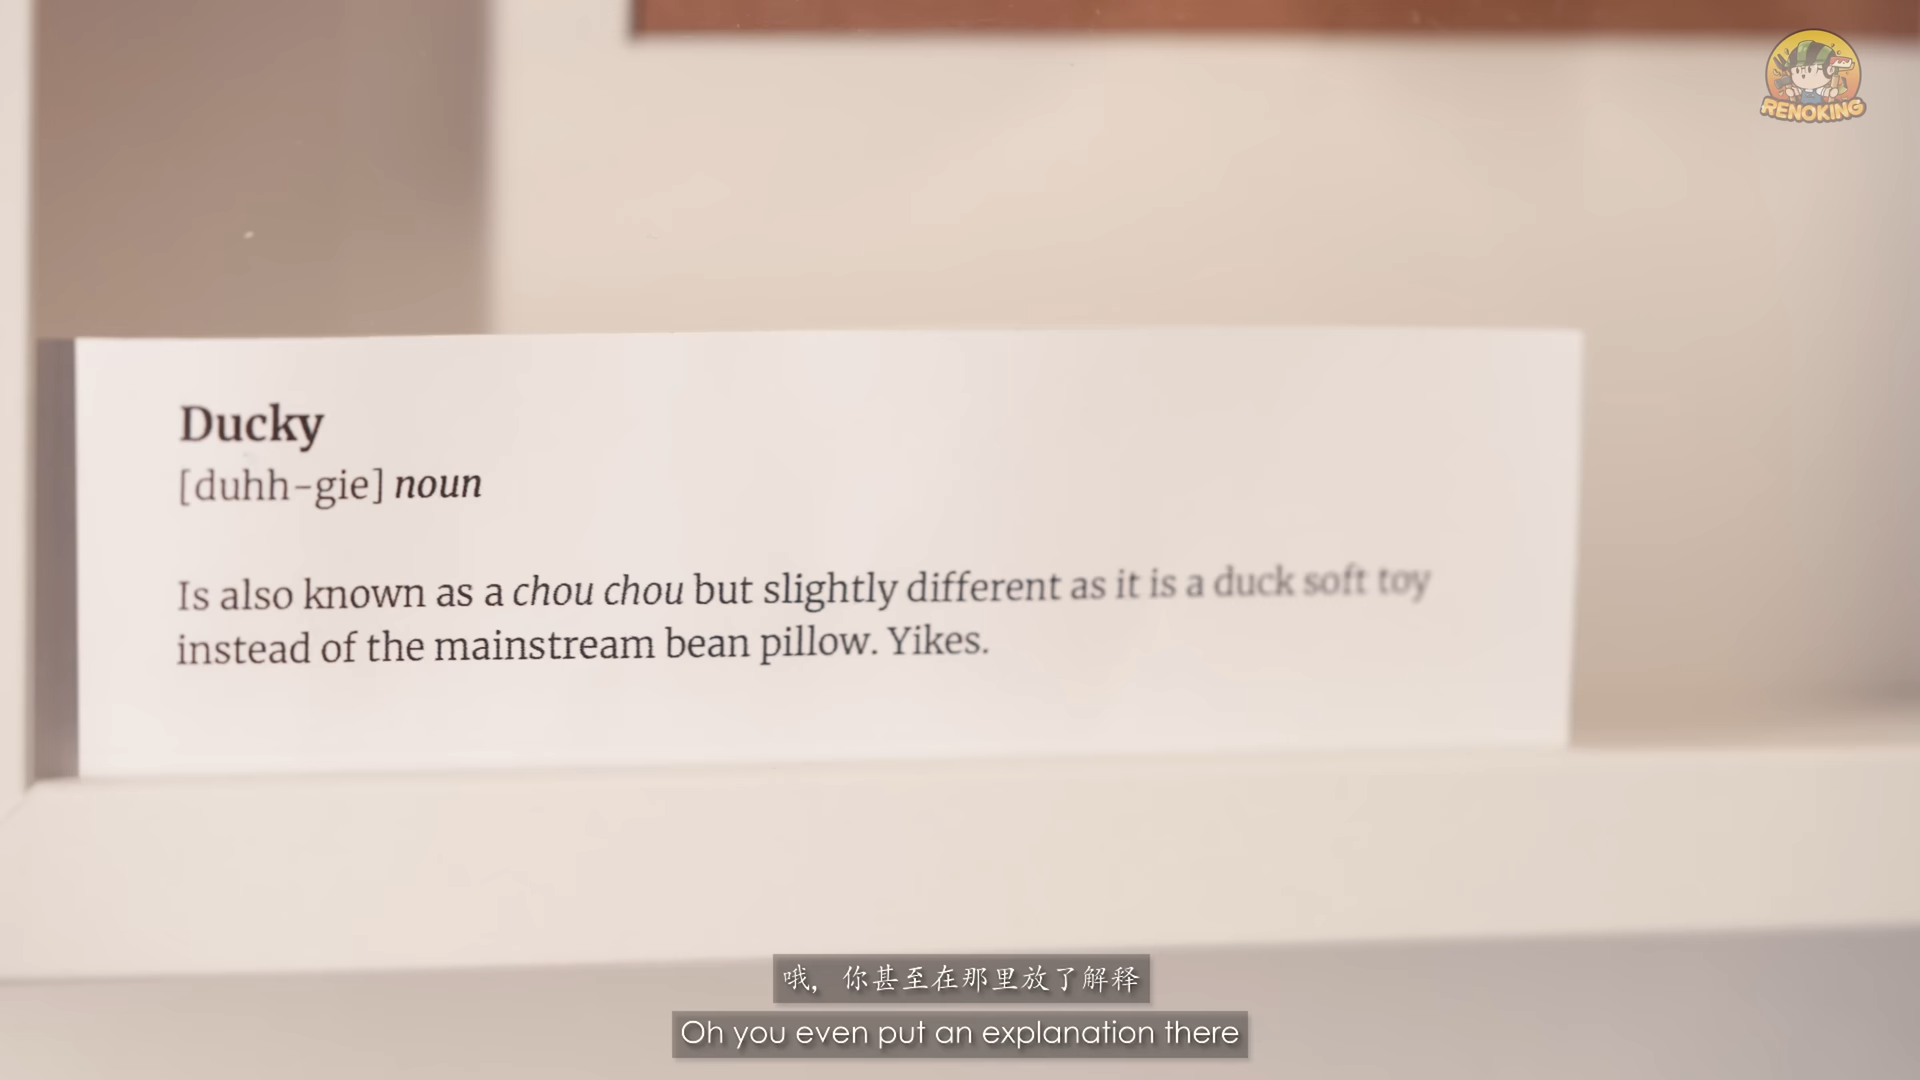 RENOKING
Ducky
[duhh-gie] noun
Is also known as a chou chou but slightly different as it is a duck soft toy
instead of the mainstream bean pillow. Yikes.
哦，你甚至在那里放了解释
Oh you even put an explanation there